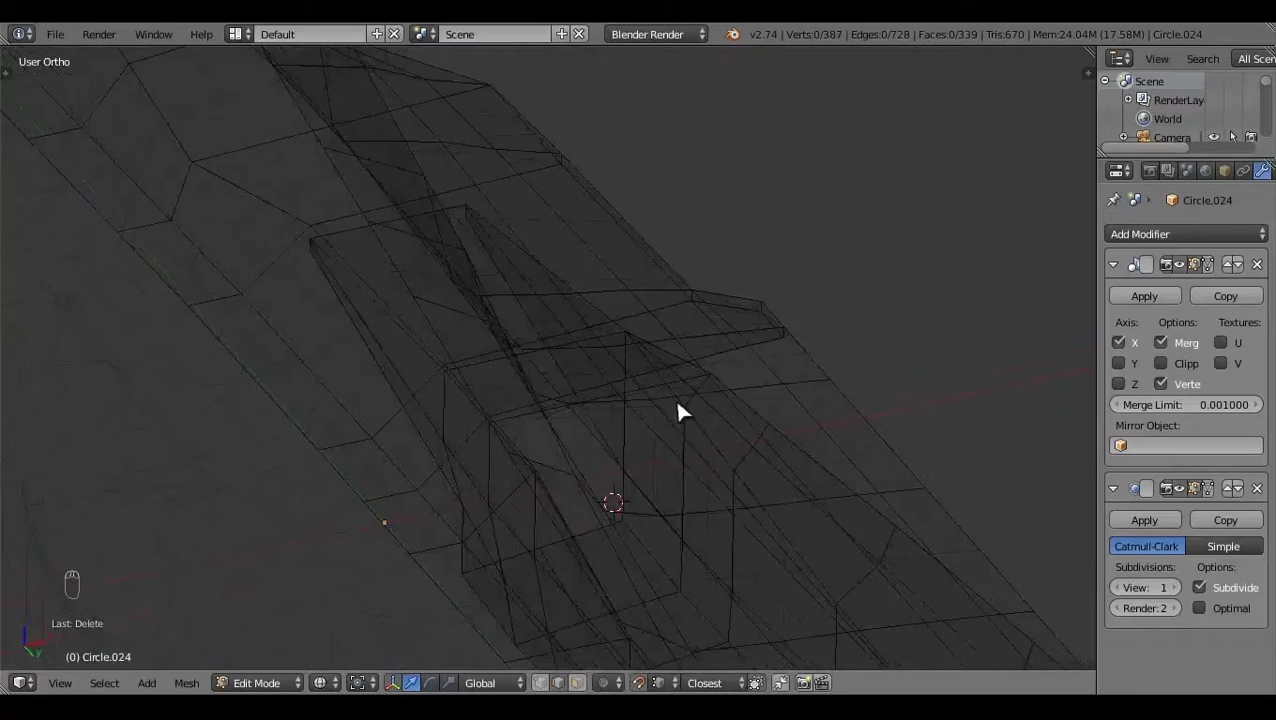 File Render Window Help Default Scene Blender Render v2.74 | Verts:0/387 | Edges:0/728 | Faces:0/339 | Tris:670 | Mem:24.04M (17.58M) | Circle.024
User Ortho
View Search All Scen
Scene
RenderLay
World
Camera
Circle.024
Add Modifier
Apply Copy
Axis: Options: Textures:
X Merg U
Y Clipp V
Z Verte
Merge Limit: 0.001000
Mirror Object:
Apply Copy
Catmull-Clark Simple
Subdivisions: Options:
View: 1 Subdivide
Render: 2 Optimal
Last: Delete
(0) Circle.024
View Select Add Mesh Edit Mode Global Closest